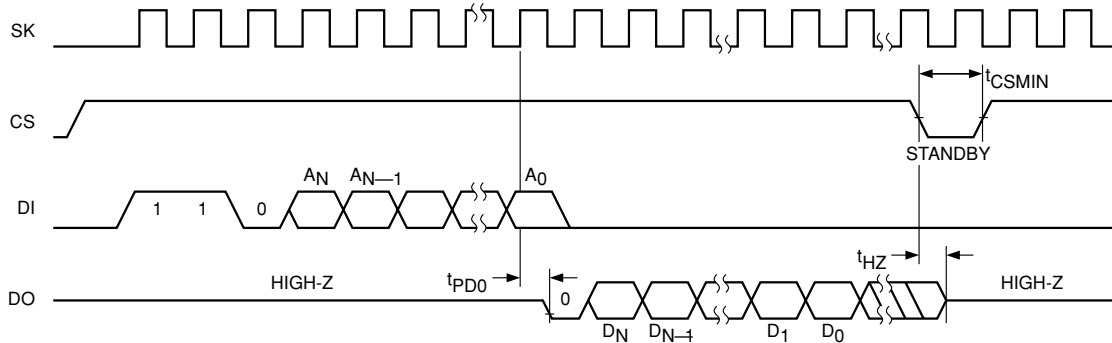 SK
tCSMIN
CS
STANDBY
AN AN—1 A0
DI 1 1 0
tPD0 HIGH-Z tHZ HIGH-Z
DO 0
DN DN—1 D1 D0